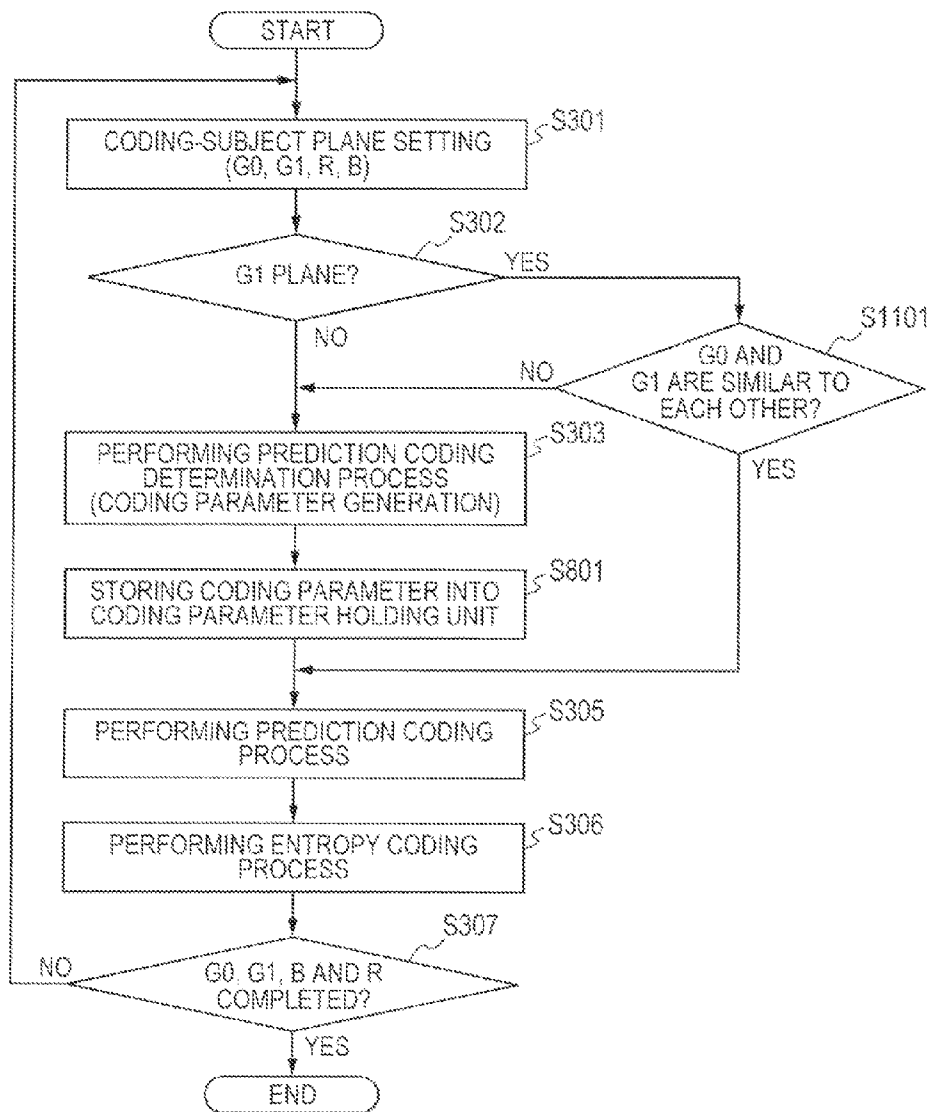 START
S301
CODING-SUBJECT PLANE SETTING
(G0, G1, R, B)
S302
G1 PLANE?
YES
NO
S1101
G0 AND
G1 ARE SIMILAR TO
EACH OTHER?
NO
YES
S303
PERFORMING PREDICTION CODING
DETERMINATION PROCESS
(CODING PARAMETER GENERATION)
S801
STORING CODING PARAMETER INTO
CODING PARAMETER HOLDING UNIT
S305
PERFORMING PREDICTION CODING
PROCESS
S306
PERFORMING ENTROPY CODING
PROCESS
S307
G0, G1, B AND R
COMPLETED?
NO
YES
END